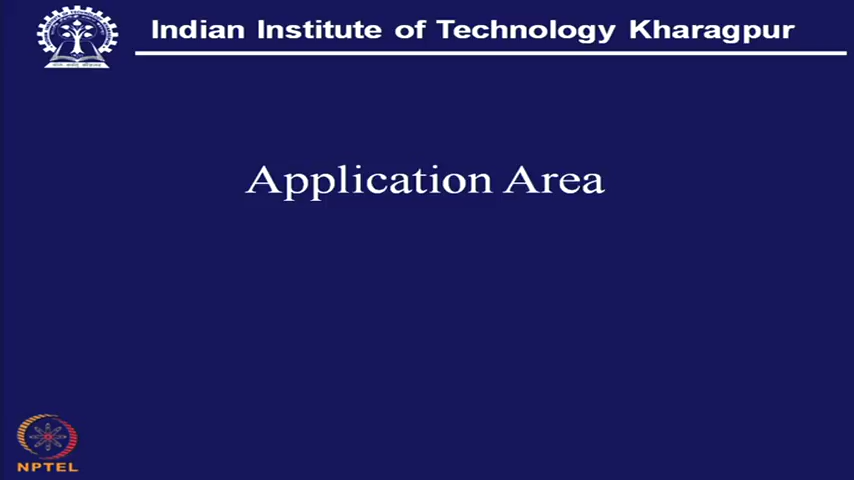 Indian Institute of Technology Kharagpur
Application Area
NPTEL